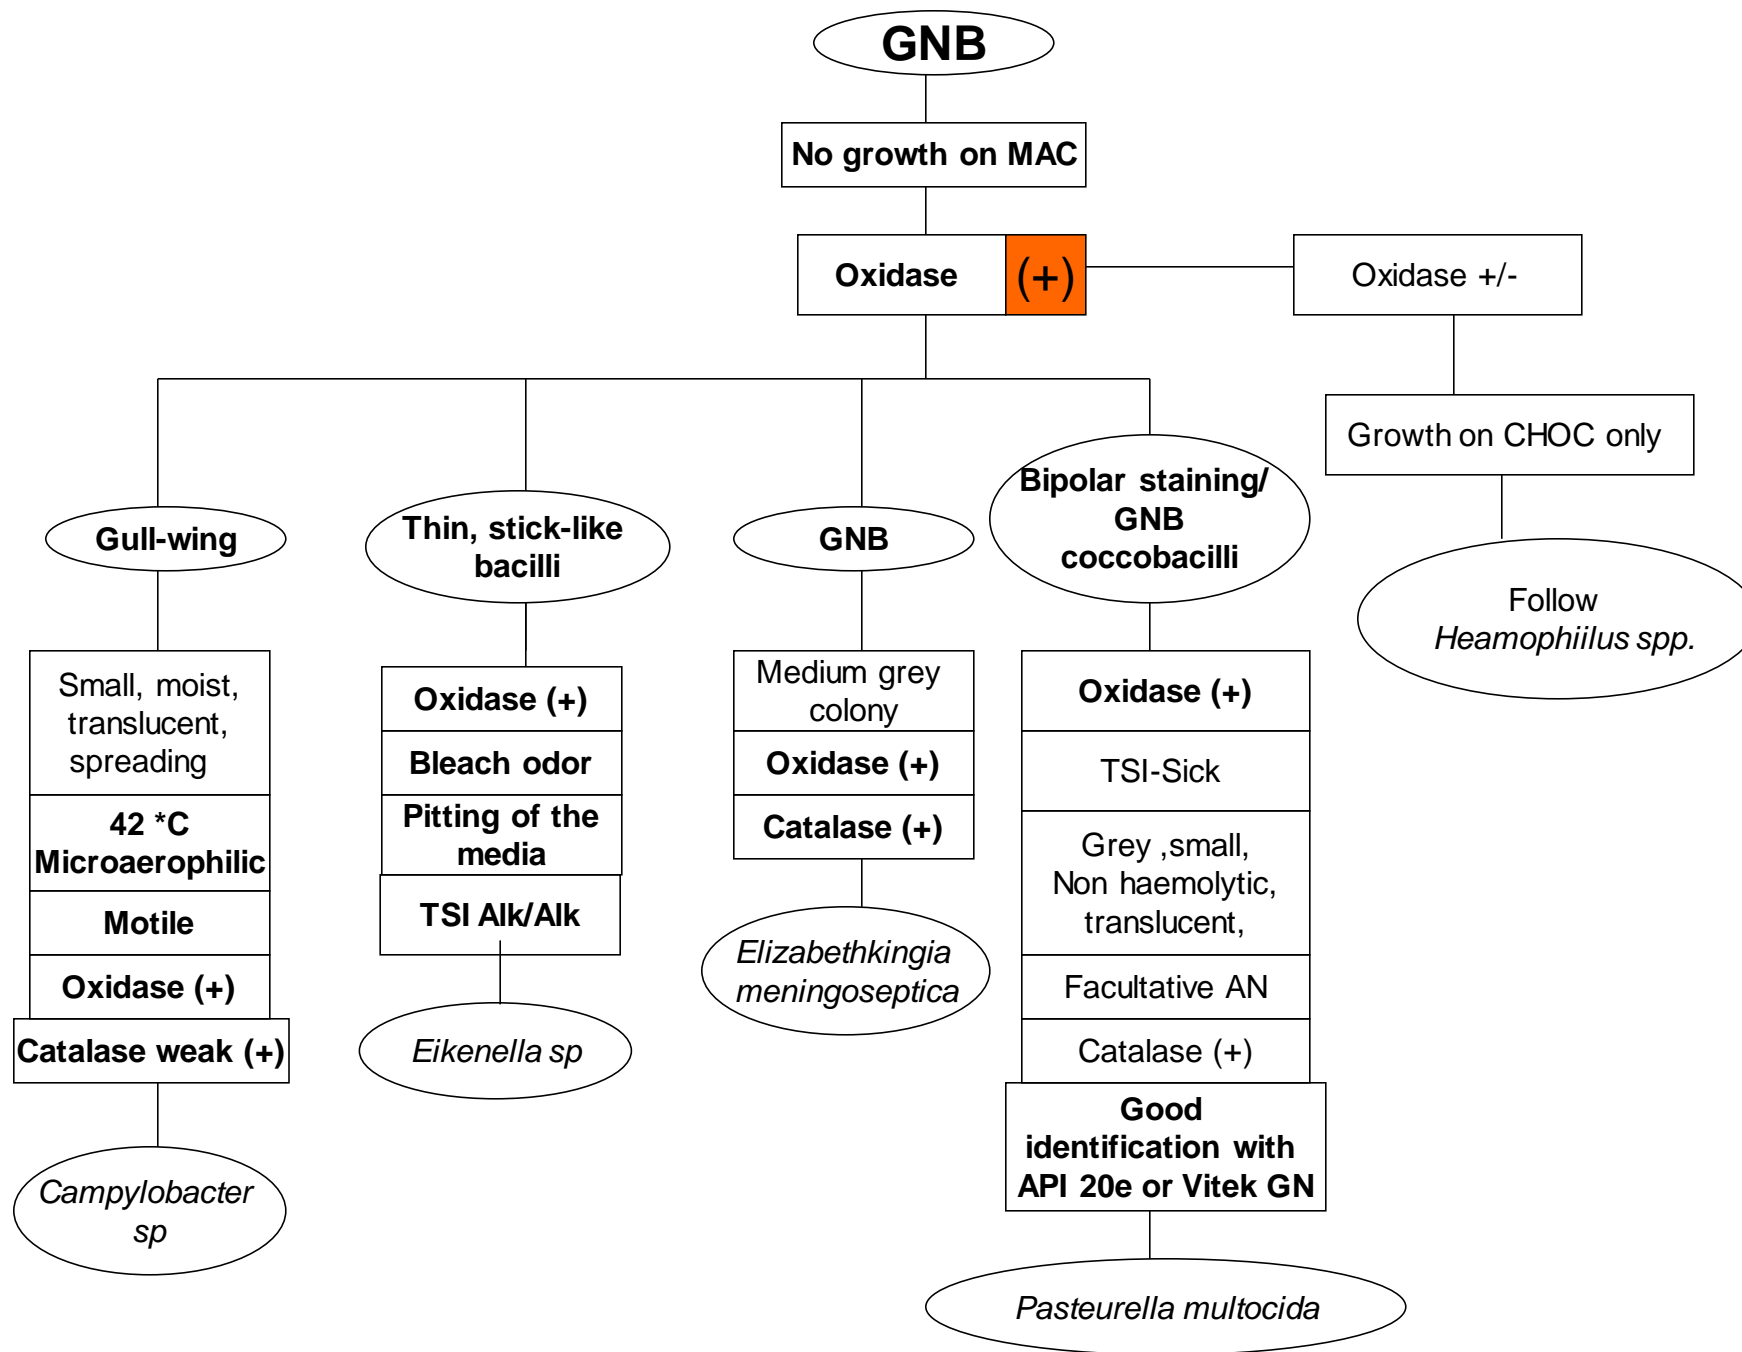 GNB
No growth on MAC
Oxidase
(+)
Oxidase +/-
Growth on CHOC only
Follow
Heamophiilus spp.
Gull-wing
Small, moist,
translucent,
spreading
42 *C
Microaerophilic
Motile
Oxidase (+)
Catalase weak (+)
Campylobacter
sp
Thin, stick-like
bacilli
Oxidase (+)
Bleach odor
Pitting of the
media
TSI Alk/Alk
Eikenella sp
GNB
Medium grey
colony
Oxidase (+)
Catalase (+)
Elizabethkingia
meningoseptica
Bipolar staining/
GNB
coccobacilli
Oxidase (+)
TSI-Sick
Grey ,small,
Non haemolytic,
translucent,
Facultative AN
Catalase (+)
Good
identification with
API 20e or Vitek GN
Pasteurella multocida